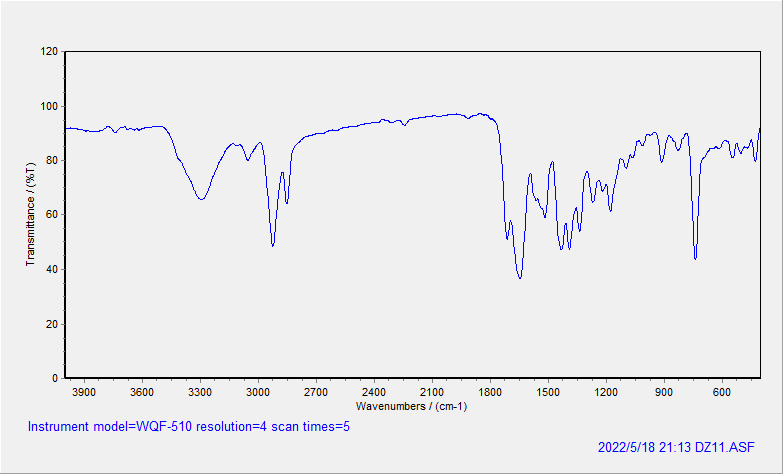 120
100
80
60
40
20
0
Transmittance / (%T)
3900 3600 3300 3000 2700 2400 2100 1800 1500 1200 900 600
Wavenumbers / (cm-1)
Instrument model=WQF-510 resolution=4 scan times=5
2022/5/18 21:13 DZ11.ASF